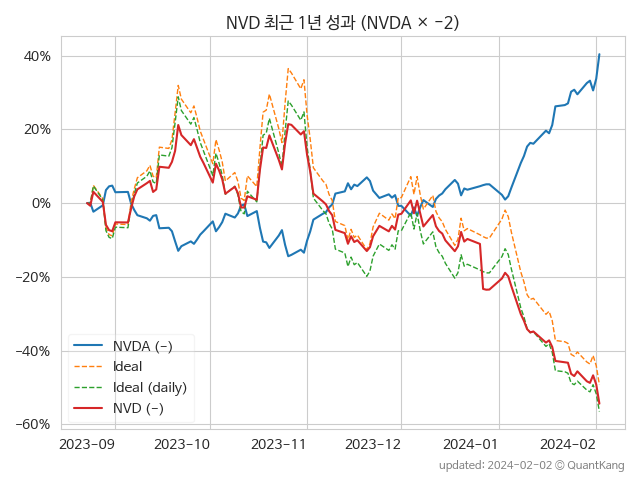 NVD 최근 1년 성과 (NVDA × −2)
40%
20%
0%
−20%
−40%
−60%
NVDA (−)
Ideal
Ideal (daily)
NVD (−)
2023-09 2023-10 2023-11 2023-12 2024-01 2024-02
updated: 2024-02-02 © QuantKang